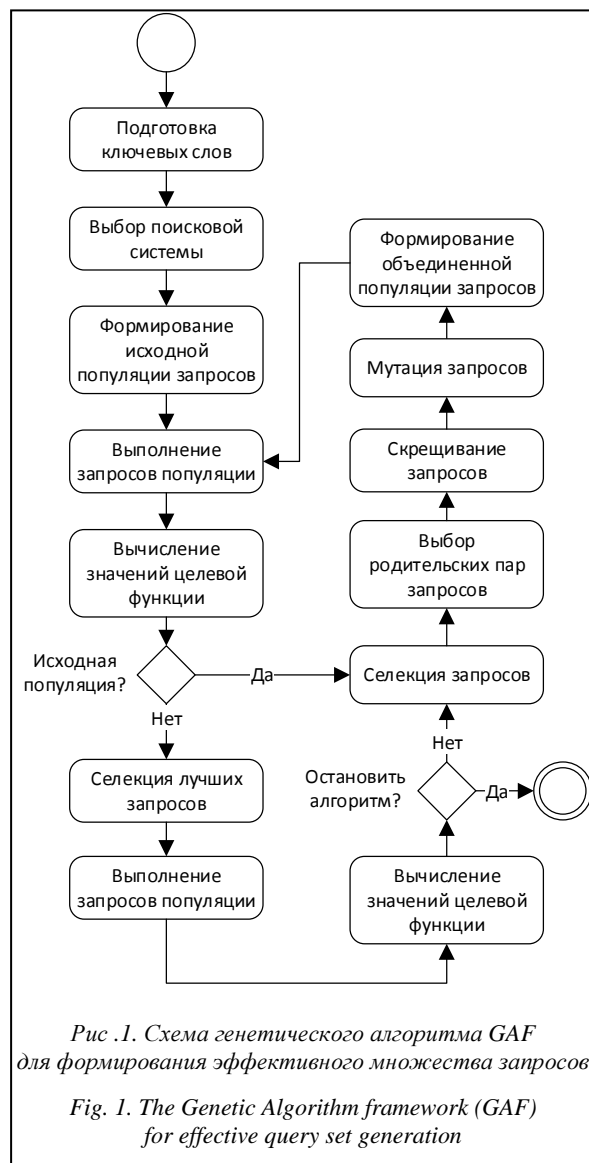 Подготовка
ключевых слов
Выбор поисковой
системы
Формирование
исходной
популяции запросов
Выполнение
запросов популяции
Вычисление
значений целевой
функции
Исходная
популяция?
Да
Нет
Селекция лучших
запросов
Выполнение
запросов популяции
Формирование
объединенной
популяции запросов
Мутация запросов
Скрещивание
запросов
Выбор
родительских пар
запросов
Селекция запросов
Нет
Остановить
алгоритм?
Да
Вычисление
значений целевой
функции
Рис .1. Схема генетического алгоритма GAF
для формирования эффективного множества запросов
Fig. 1. The Genetic Algorithm framework (GAF)
for effective query set generation